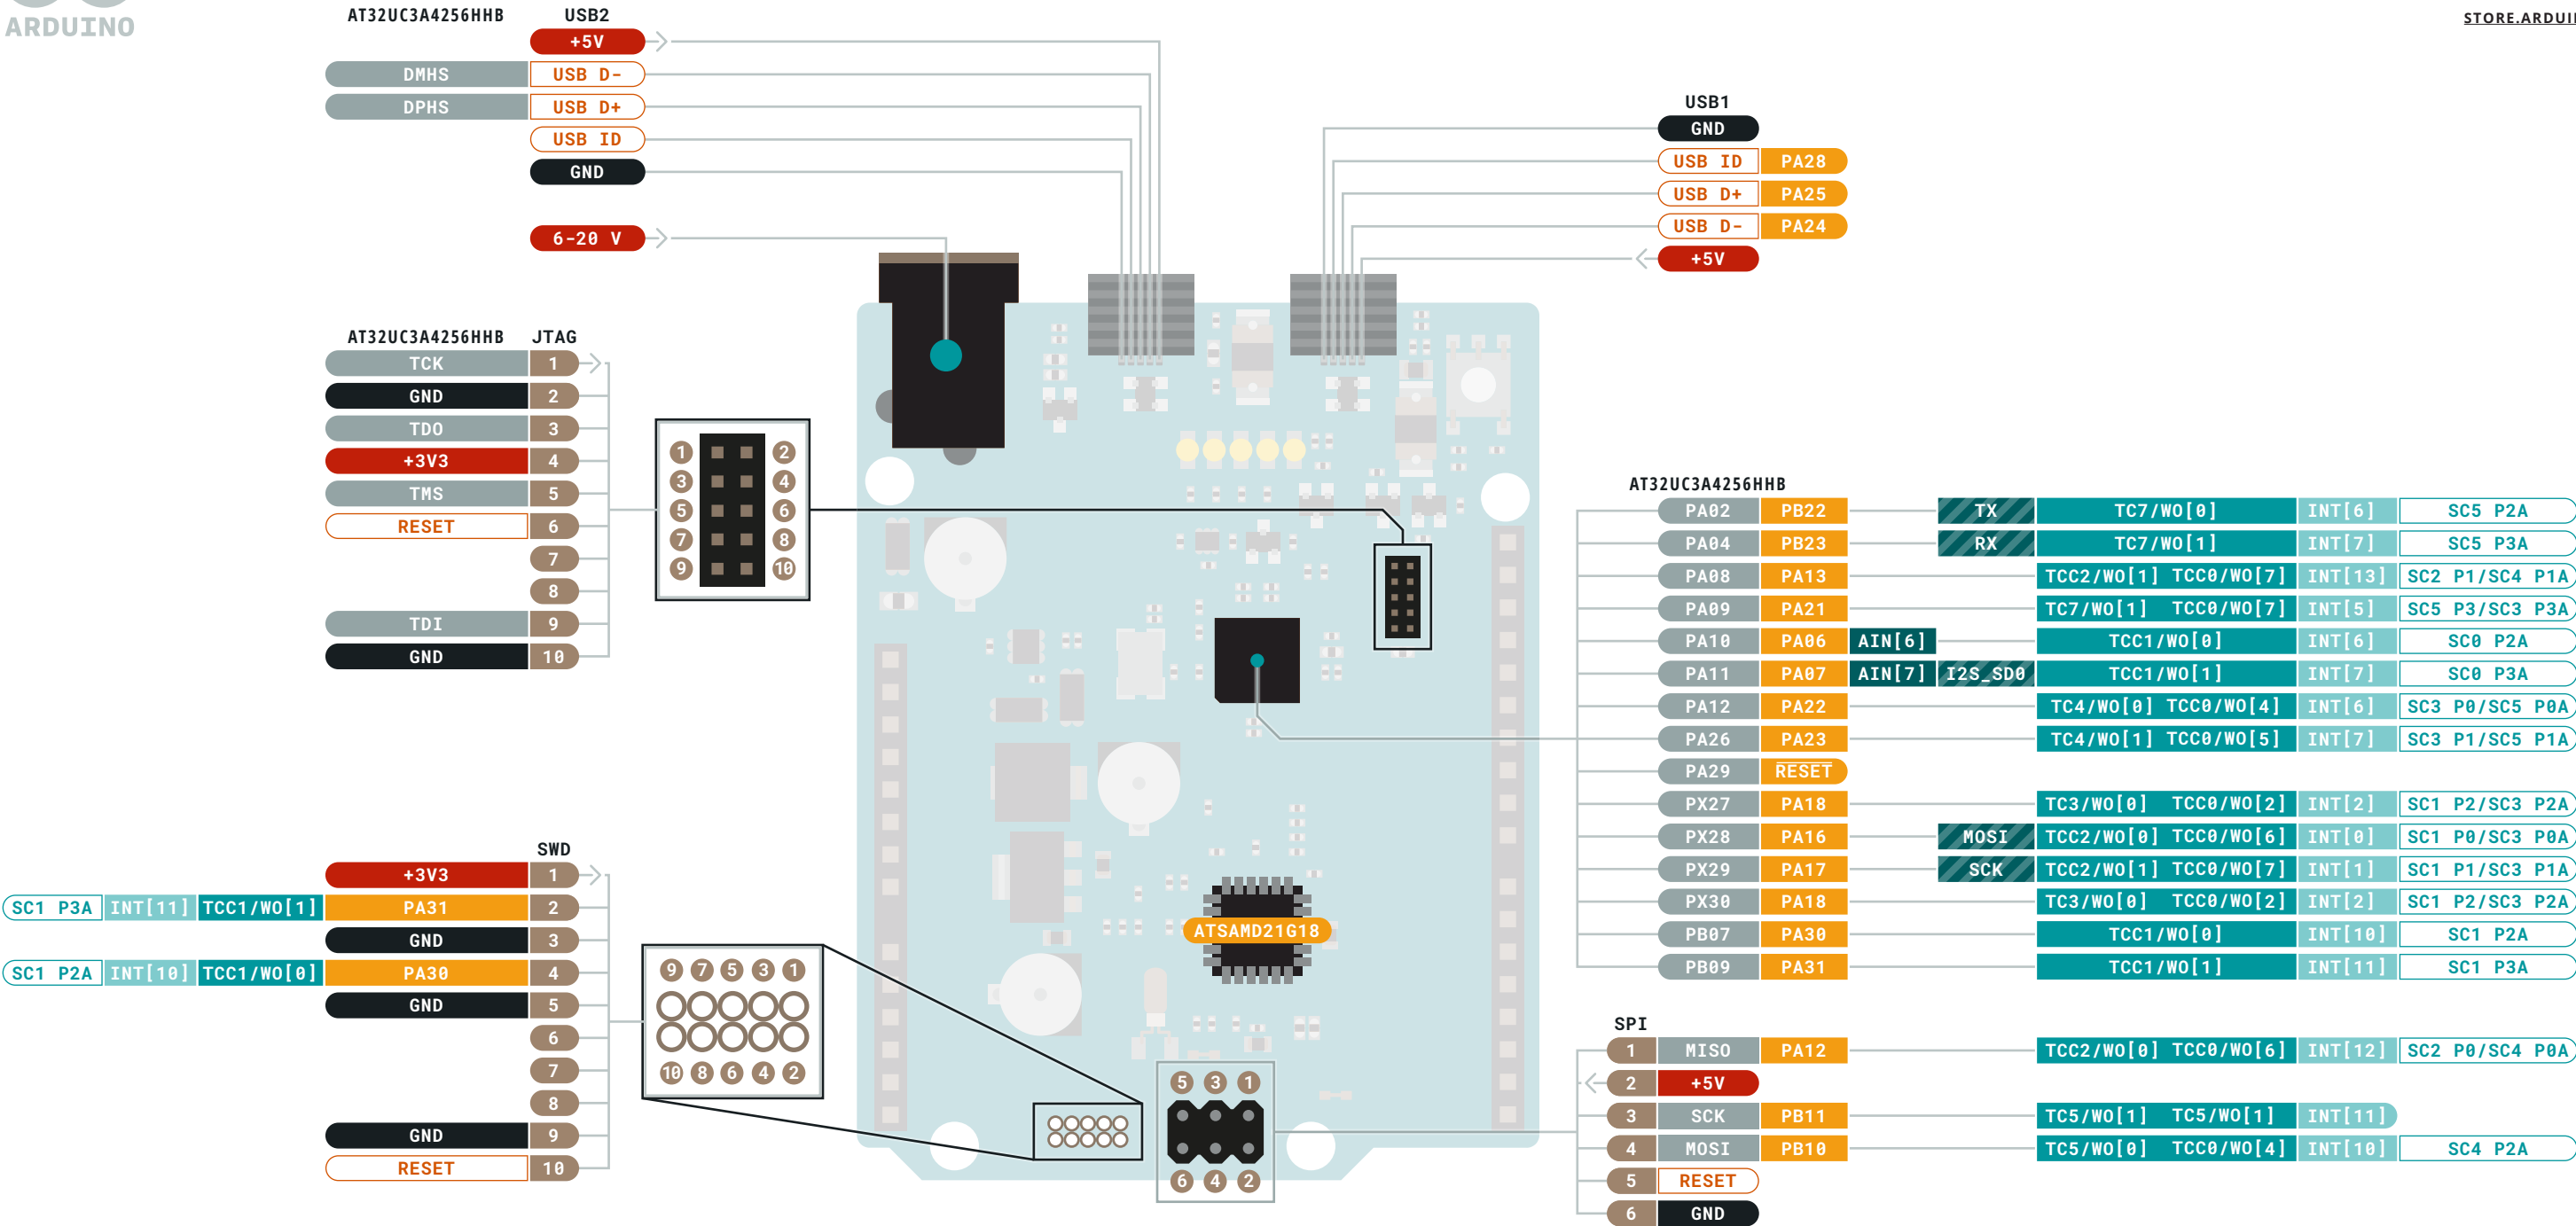 ARDUINO
STORE.ARDUI
AT32UC3A4256HHB USB2
+5V
DMHS USB D-
DPHS USB D+
USB ID
GND
6-20 V
USB1
GND
USB ID PA28
USB D+ PA25
USB D- PA24
+5V
AT32UC3A4256HHB JTAG
TCK 1
GND 2
TDO 3
+3V3 4
TMS 5
RESET 6
7
8
TDI 9
GND 10
1 2
3 4
5 6
7 8
9 10
AT32UC3A4256HHB
PA02 PB22 TX TC7/WO[0] INT[6] SC5 P2A
PA04 PB23 RX TC7/WO[1] INT[7] SC5 P3A
PA08 PA13 TCC2/WO[1] TCC0/WO[7] INT[13] SC2 P1/SC4 P1A
PA09 PA21 TC7/WO[1] TCC0/WO[7] INT[5] SC5 P3/SC3 P3A
PA10 PA06 AIN[6] TCC1/WO[0] INT[6] SC0 P2A
PA11 PA07 AIN[7] I2S_SD0 TCC1/WO[1] INT[7] SC0 P3A
PA12 PA22 TC4/WO[0] TCC0/WO[4] INT[6] SC3 P0/SC5 P0A
PA26 PA23 TC4/WO[1] TCC0/WO[5] INT[7] SC3 P1/SC5 P1A
PA29 RESET
PX27 PA18 TC3/WO[0] TCC0/WO[2] INT[2] SC1 P2/SC3 P2A
PX28 PA16 MOSI TCC2/WO[0] TCC0/WO[6] INT[0] SC1 P0/SC3 P0A
PX29 PA17 SCK TCC2/WO[1] TCC0/WO[7] INT[1] SC1 P1/SC3 P1A
PX30 PA18 TC3/WO[0] TCC0/WO[2] INT[2] SC1 P2/SC3 P2A
PB07 PA30 TCC1/WO[0] INT[10] SC1 P2A
PB09 PA31 TCC1/WO[1] INT[11] SC1 P3A
SWD
+3V3 1
SC1 P3A INT[11] TCC1/WO[1] PA31 2
GND 3
SC1 P2A INT[10] TCC1/WO[0] PA30 4
GND 5
6
7
8
GND 9
RESET 10
9 7 5 3 1
10 8 6 4 2
ATSAMD21G18
5 3 1
6 4 2
SPI
1 MISO PA12 TCC2/WO[0] TCC0/WO[6] INT[12] SC2 P0/SC4 P0A
2 +5V
3 SCK PB11 TC5/WO[1] TC5/WO[1] INT[11]
4 MOSI PB10 TC5/WO[0] TCC0/WO[4] INT[10] SC4 P2A
5 RESET
6 GND